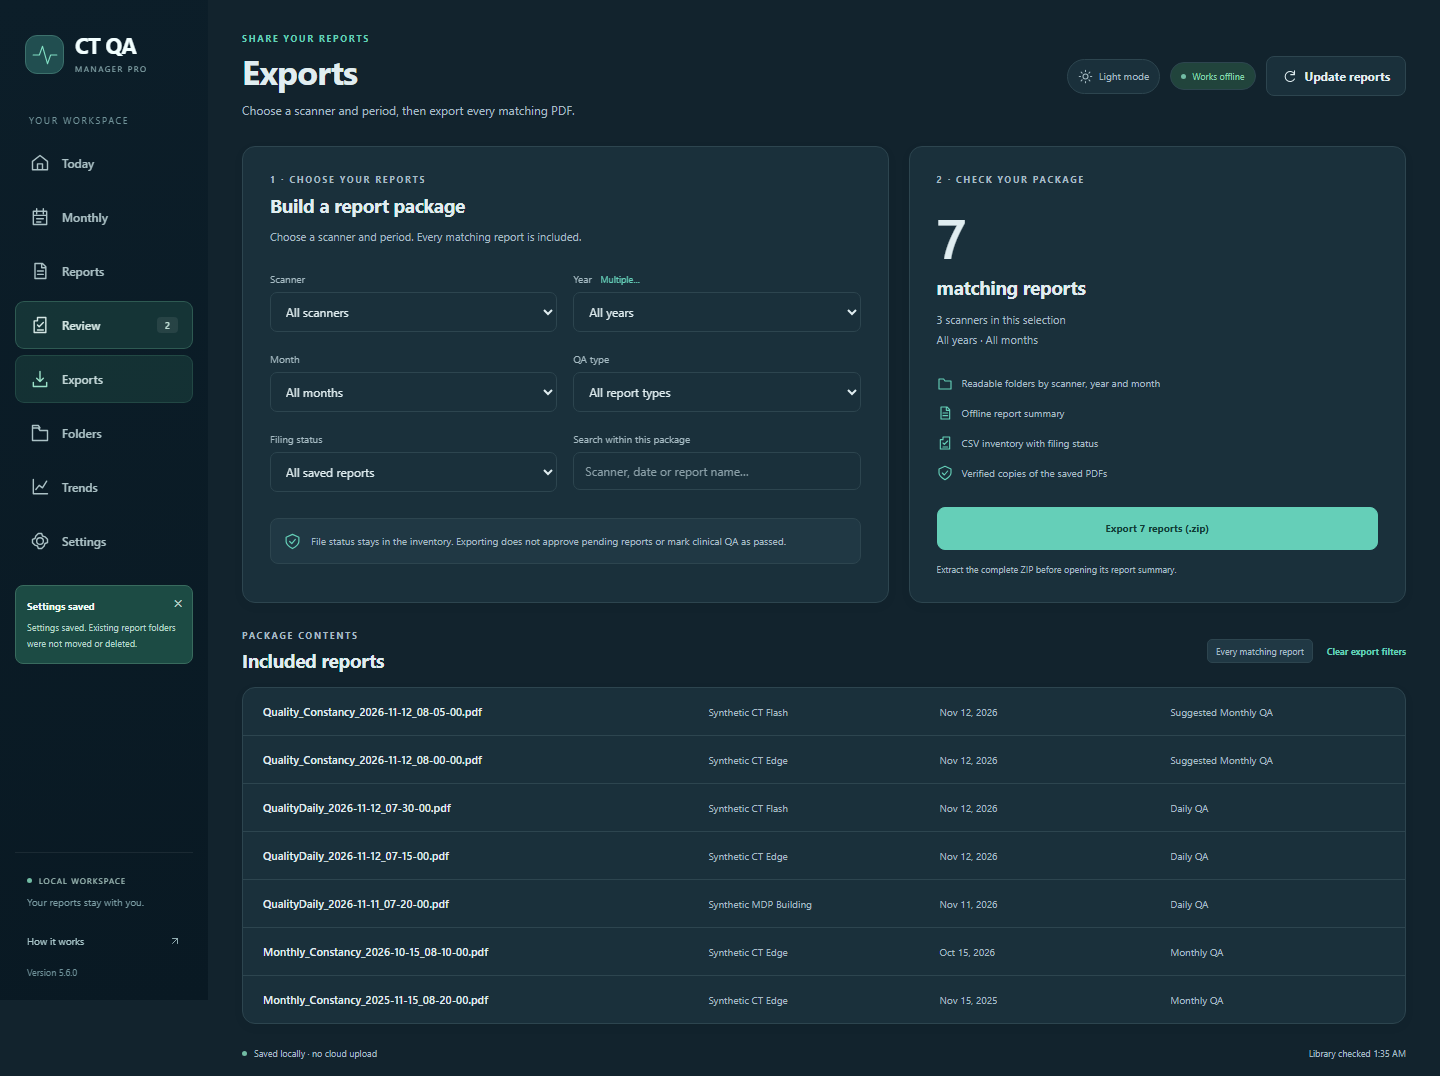 CT QA
MANAGER PRO
YOUR WORKSPACE
Today
Monthly
Reports
Review 2
Exports
Folders
Trends
Settings
Settings saved
Settings saved. Existing report folders
were not moved or deleted.
LOCAL WORKSPACE
Your reports stay with you.
How it works
Version 5.6.0
SHARE YOUR REPORTS
Exports
Choose a scanner and period, then export every matching PDF.
Light mode
Works offline
Update reports
1 · CHOOSE YOUR REPORTS
Build a report package
Choose a scanner and period. Every matching report is included.
Scanner
All scanners
Year Multiple...
All years
Month
All months
QA type
All report types
Filing status
All saved reports
Search within this package
Scanner, date or report name...
File status stays in the inventory. Exporting does not approve pending reports or mark clinical QA as passed.
2 · CHECK YOUR PACKAGE
7
matching reports
3 scanners in this selection
All years · All months
Readable folders by scanner, year and month
Offline report summary
CSV inventory with filing status
Verified copies of the saved PDFs
Export 7 reports (.zip)
Extract the complete ZIP before opening its report summary.
PACKAGE CONTENTS
Included reports
Every matching report
Clear export filters
Quality_Constancy_2026-11-12_08-05-00.pdf Synthetic CT Flash Nov 12, 2026 Suggested Monthly QA
Quality_Constancy_2026-11-12_08-00-00.pdf Synthetic CT Edge Nov 12, 2026 Suggested Monthly QA
QualityDaily_2026-11-12_07-30-00.pdf Synthetic CT Flash Nov 12, 2026 Daily QA
QualityDaily_2026-11-12_07-15-00.pdf Synthetic CT Edge Nov 12, 2026 Daily QA
QualityDaily_2026-11-11_07-20-00.pdf Synthetic MDP Building Nov 11, 2026 Daily QA
Monthly_Constancy_2026-10-15_08-10-00.pdf Synthetic CT Edge Oct 15, 2026 Monthly QA
Monthly_Constancy_2025-11-15_08-20-00.pdf Synthetic CT Edge Nov 15, 2025 Monthly QA
Saved locally · no cloud upload
Library checked 1:35 AM